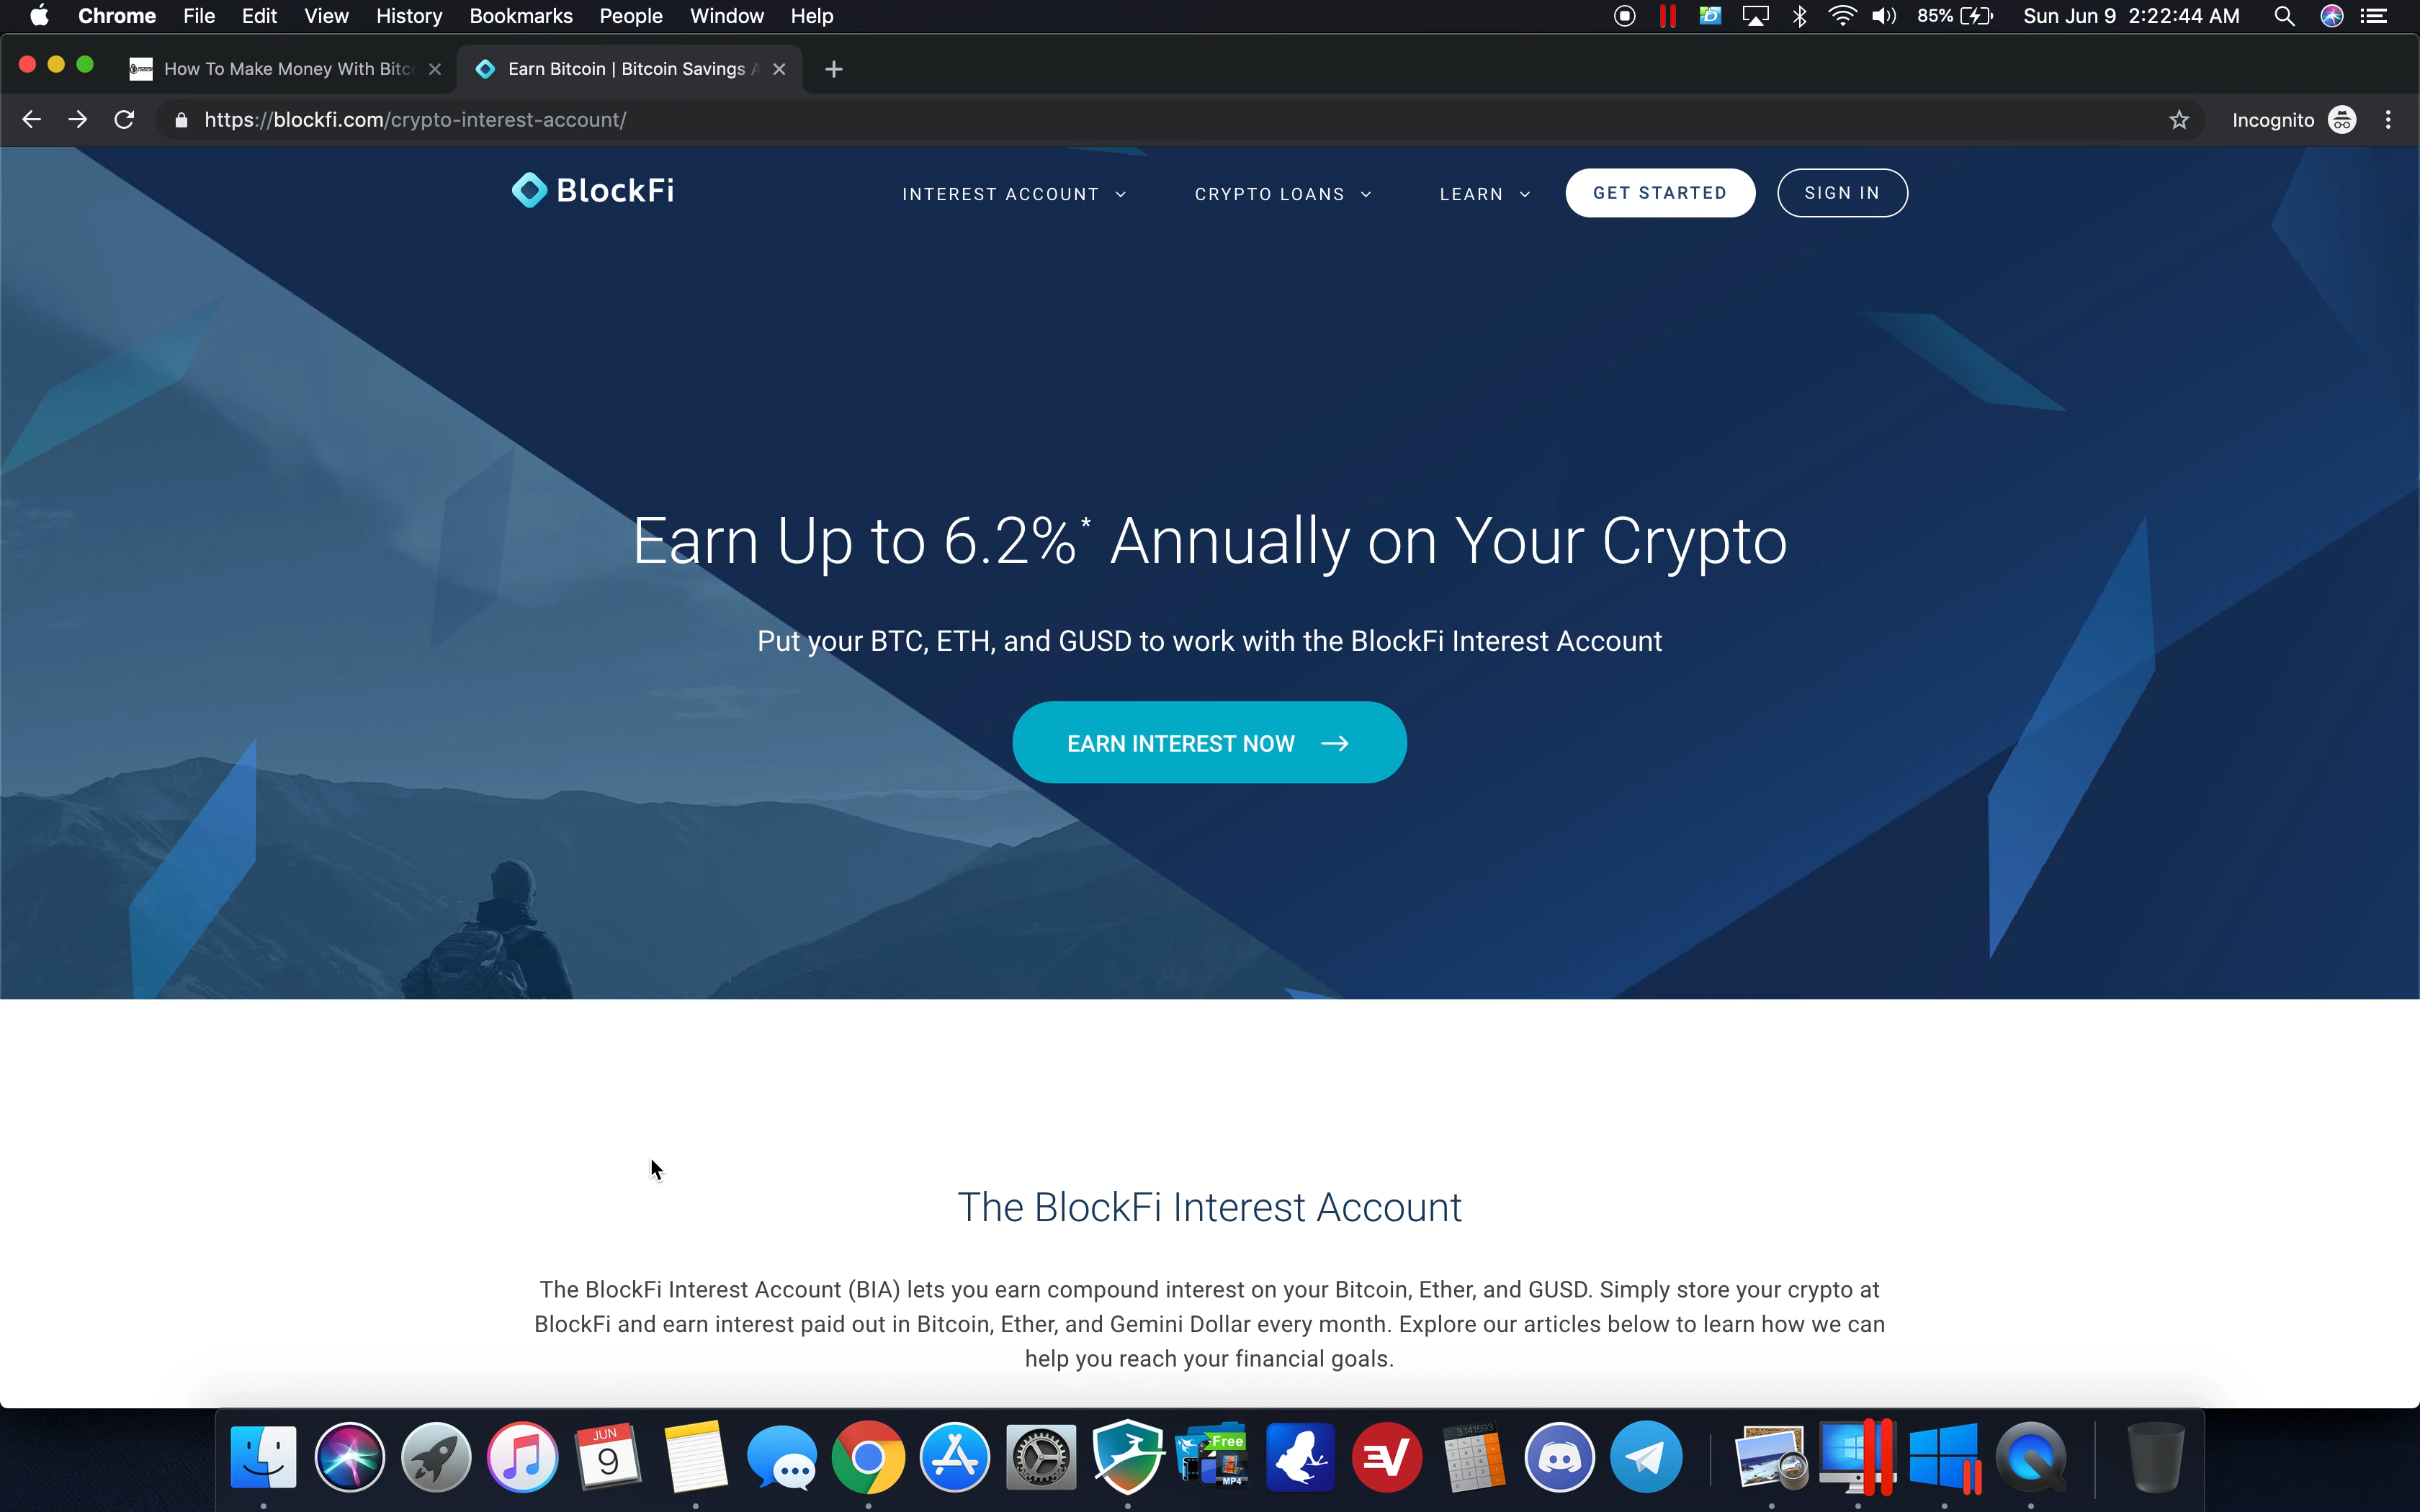 Chrome File Edit View History Bookmarks People Window Help 85% Sun Jun 9 2:22:44 AM
How To Make Money With Bitc Earn Bitcoin | Bitcoin Savings A
https://blockfi.com/crypto-interest-account/ Incognito
BlockFi INTEREST ACCOUNT CRYPTO LOANS LEARN GET STARTED SIGN IN
Earn Up to 6.2%* Annually on Your Crypto
Put your BTC, ETH, and GUSD to work with the BlockFi Interest Account
EARN INTEREST NOW →
The BlockFi Interest Account
The BlockFi Interest Account (BIA) lets you earn compound interest on your Bitcoin, Ether, and GUSD. Simply store your crypto at
BlockFi and earn interest paid out in Bitcoin, Ether, and Gemini Dollar every month. Explore our articles below to learn how we can
help you reach your financial goals.
JUN
9
Free
MP4
3.141593